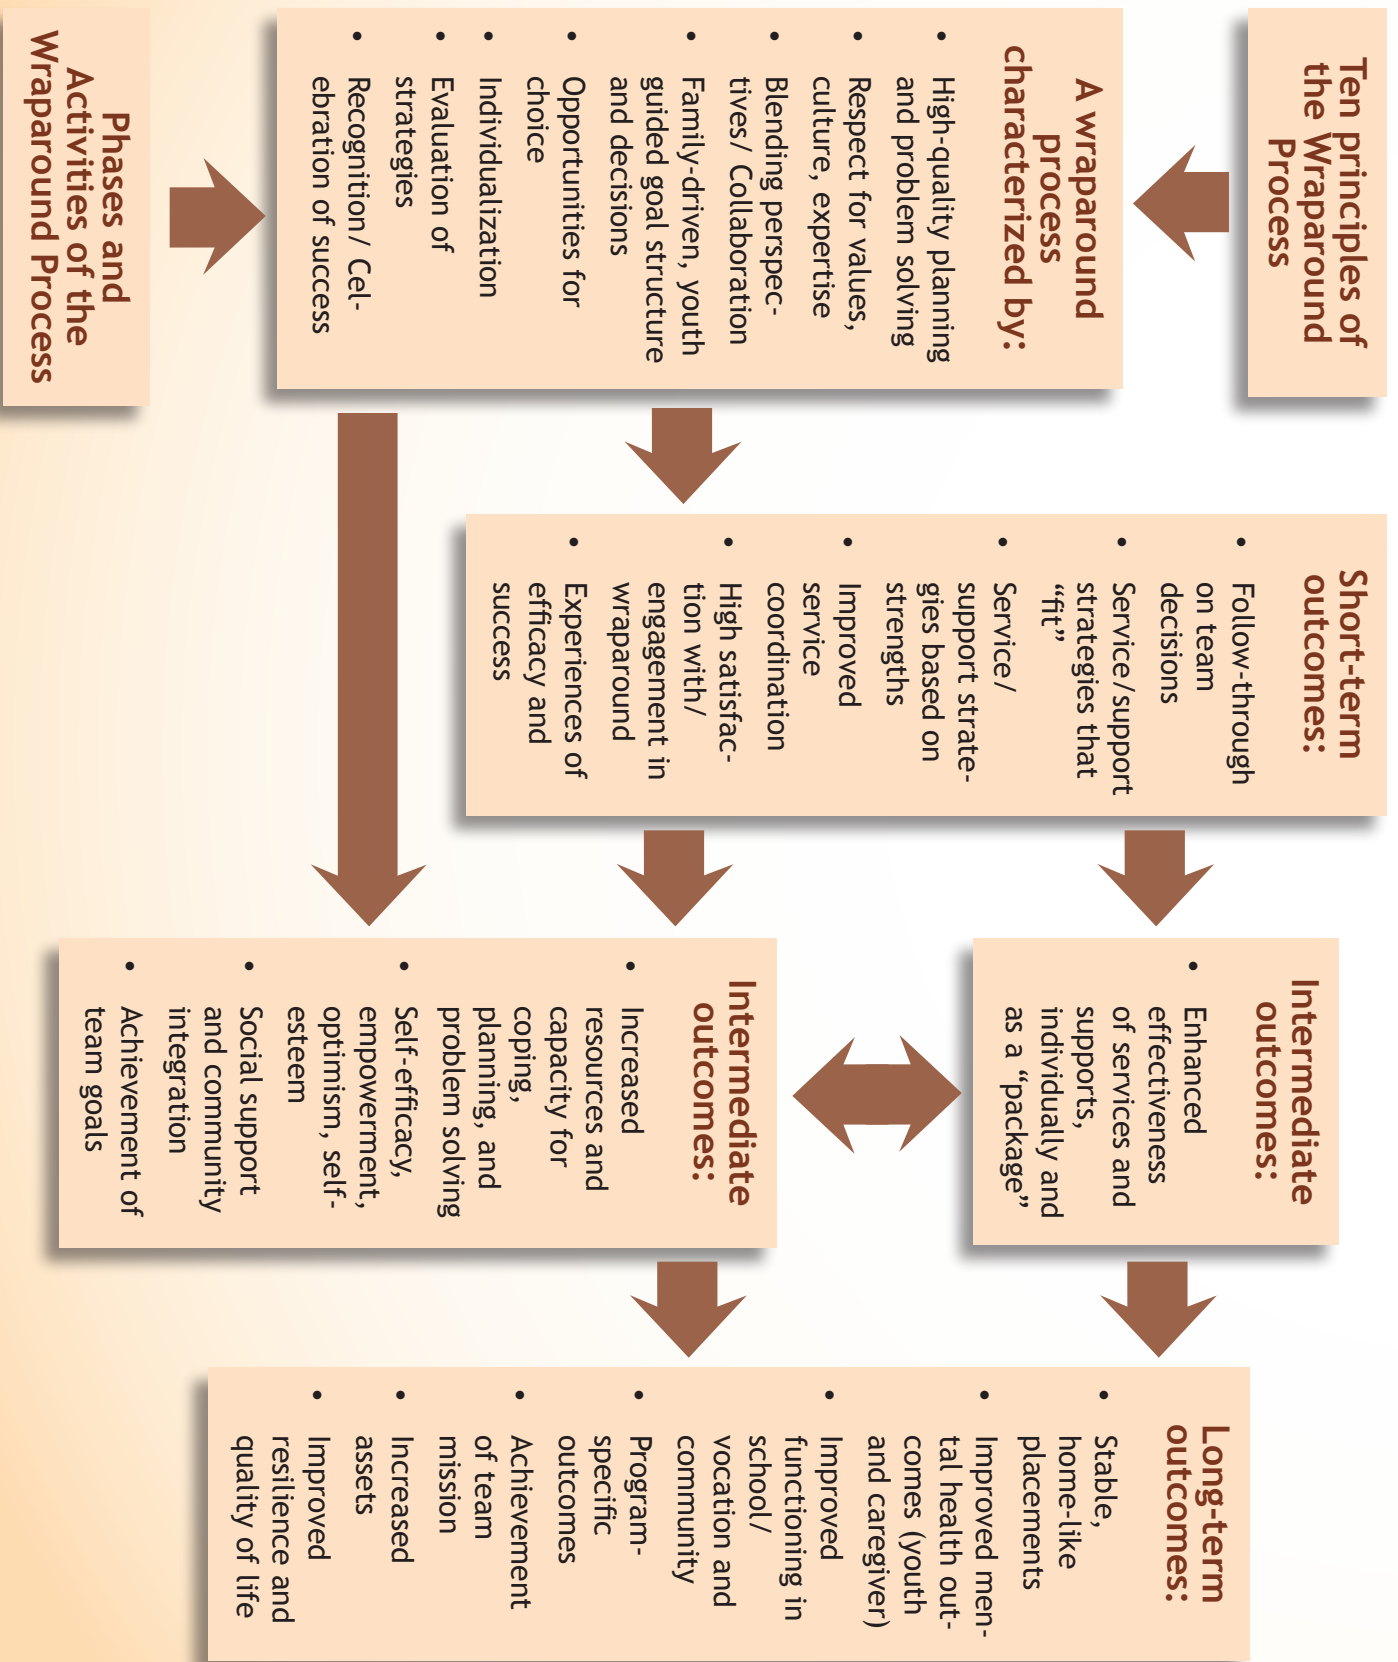 Ten principles of
the Wraparound
Process
A wraparound
process
characterized by:
• High-quality planning
and problem solving
• Respect for values,
culture, expertise
• Blending perspec-
tives/ Collaboration
• Family-driven, youth
guided goal structure
and decisions
• Opportunities for
choice
• Individualization
• Evaluation of
strategies
• Recognition/ Cel-
ebration of success
Phases and
Activities of the
Wraparound Process
Short-term
outcomes:
• Follow-through
on team
decisions
• Service/support
strategies that
“fit”
• Service/
support strate-
gies based on
strengths
• Improved
service
coordination
• High satisfac-
tion with/
engagement in
wraparound
• Experiences of
efficacy and
success
Intermediate
outcomes:
• Enhanced
effectiveness
of services and
supports,
individually and
as a “package”
Intermediate
outcomes:
• Increased
resources and
capacity for
coping,
planning, and
problem solving
• Self-efficacy,
empowerment,
optimism, self-
esteem
• Social support
and community
integration
• Achievement of
team goals
Long-term
outcomes:
• Stable,
home-like
placements
• Improved men-
tal health out-
comes (youth
and caregiver)
• Improved
functioning in
school/
vocation and
community
• Program-
specific
outcomes
• Achievement
of team
mission
• Increased
assets
• Improved
resilience and
quality of life